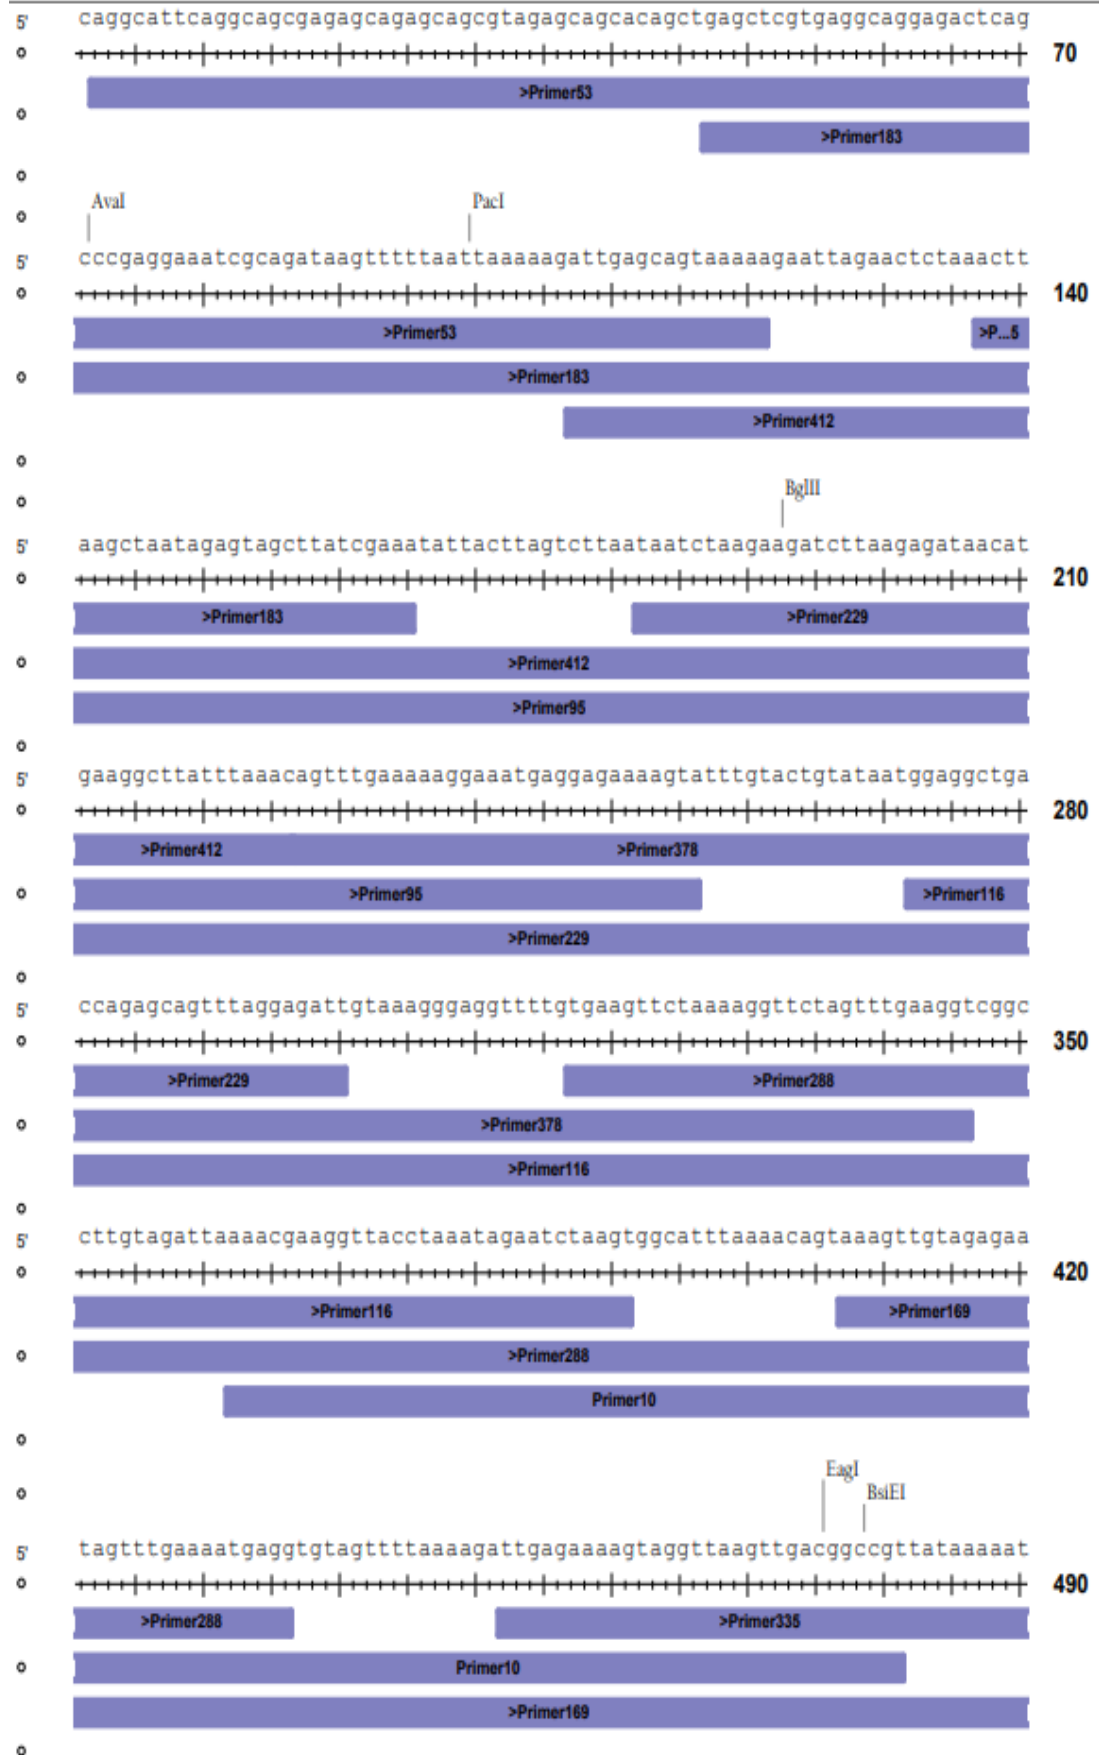 5' caggcattcaggcagcgagagcagagcagcgtagagcagcacagctgagctcgtgaggcaggagactcag
70
>Primer53
>Primer183
AvaI PacI
5' cccgaggaaatcgcagataagtttttaattaaaaagattgagcagtaaaaagaattagaactctaaactt
140
>Primer53 >P...5
>Primer183
>Primer412
BglII
5' aagctaatagagtagcttatcgaaatattacttagtcttaataatctaagaagatcttaagagataacat
210
>Primer183 >Primer229
>Primer412
>Primer95
5' gaaggcttatttaaacagtttgaaaaaggaaatgaggagaaaagtatttgtactgtataatggaggctga
280
>Primer412 >Primer378
>Primer95 >Primer116
>Primer229
5' ccagagcagtttaggagattgtaaagggaggttttgtgaagttctaaaaggttctagtttgaaggtcggc
350
>Primer229 >Primer288
>Primer378
>Primer116
5' cttgtagattaaaacgaaggttacctaaatagaatctaagtggcatttaaaacagtaaagttgtagagaa
420
>Primer116 >Primer169
>Primer288
Primer10
EagI
BsiEI
5' tagtttgaaaatgaggtgtagttttaaaagattgagaaaagtaggttaagttgacggccgttataaaaat
490
>Primer288 >Primer335
Primer10
>Primer169